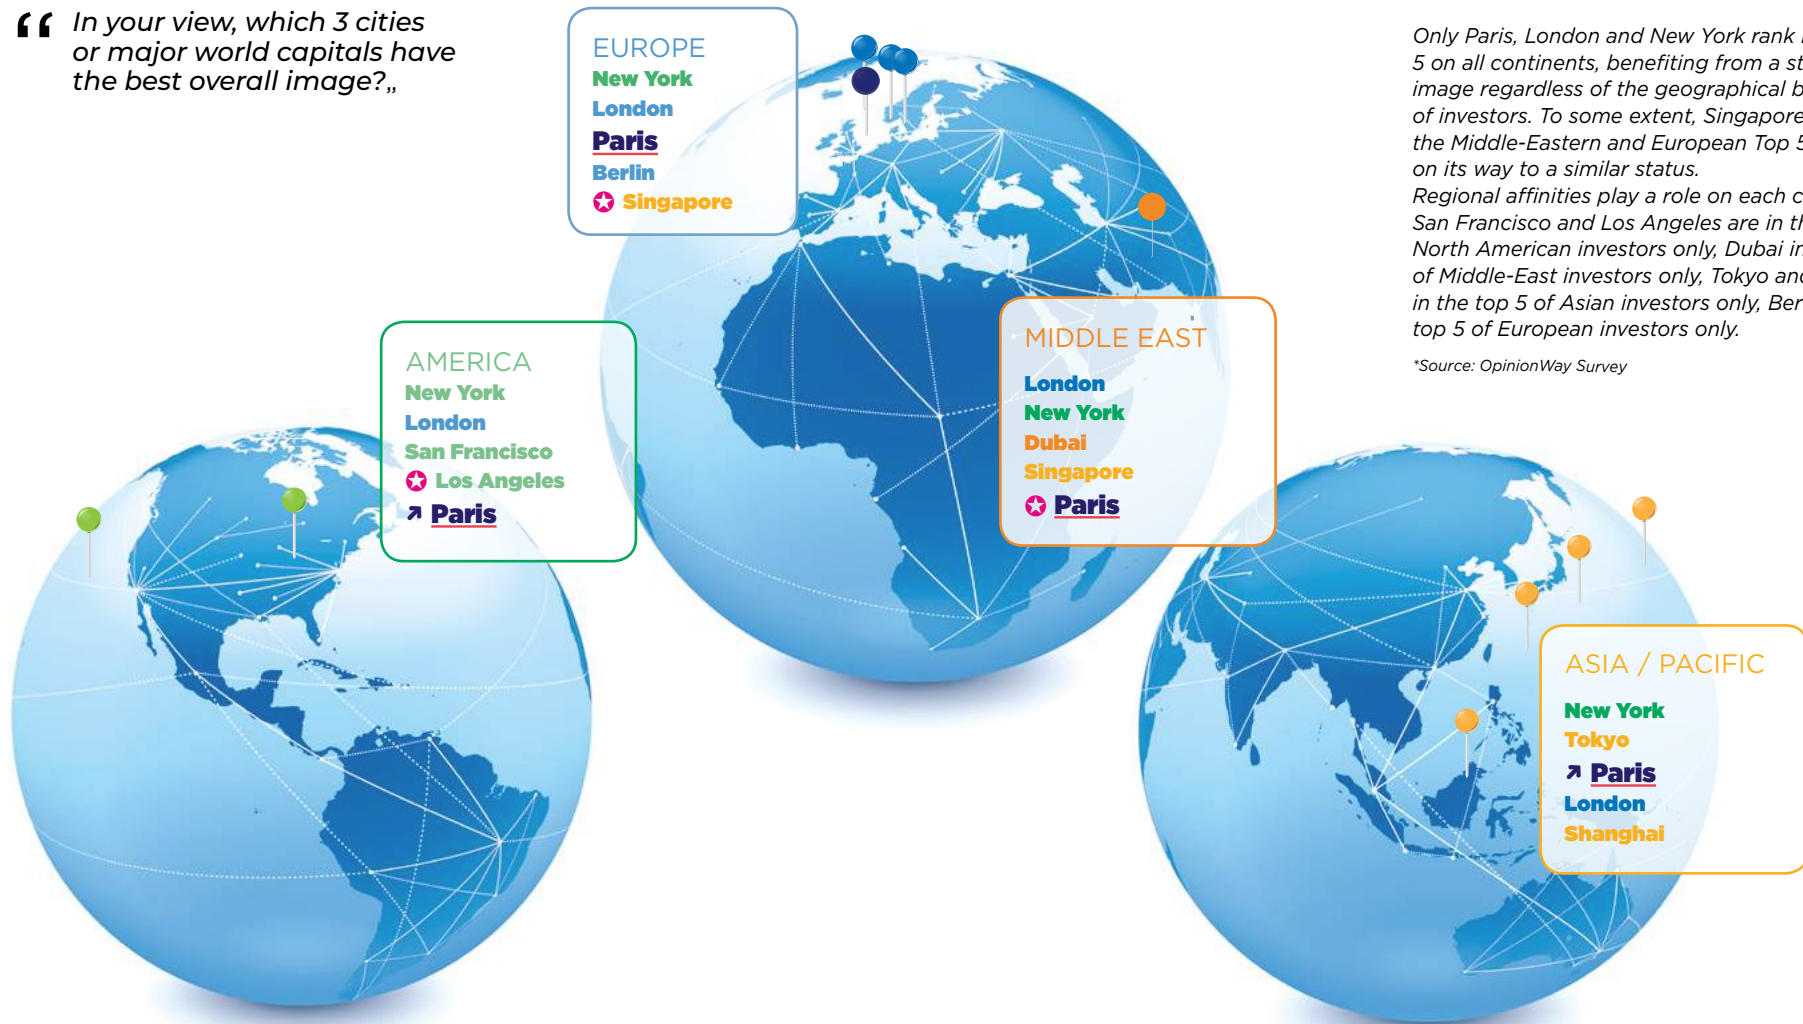 “ In your view, which 3 cities
or major world capitals have
the best overall image?„
EUROPE
New York
London
Paris
Berlin
Singapore
AMERICA
New York
London
San Francisco
Los Angeles
↗ Paris
MIDDLE EAST
London
New York
Dubai
Singapore
Paris
ASIA / PACIFIC
New York
Tokyo
↗ Paris
London
Shanghai
Only Paris, London and New York rank
5 on all continents, benefiting from a
image regardless of the geographical
of investors. To some extent, Singapore
the Middle-Eastern and European Top
on its way to a similar status.
Regional affinities play a role on each
San Francisco and Los Angeles are in
North American investors only, Dubai
of Middle-East investors only, Tokyo and
in the top 5 of Asian investors only,
top 5 of European investors only.
*Source: OpinionWay Survey